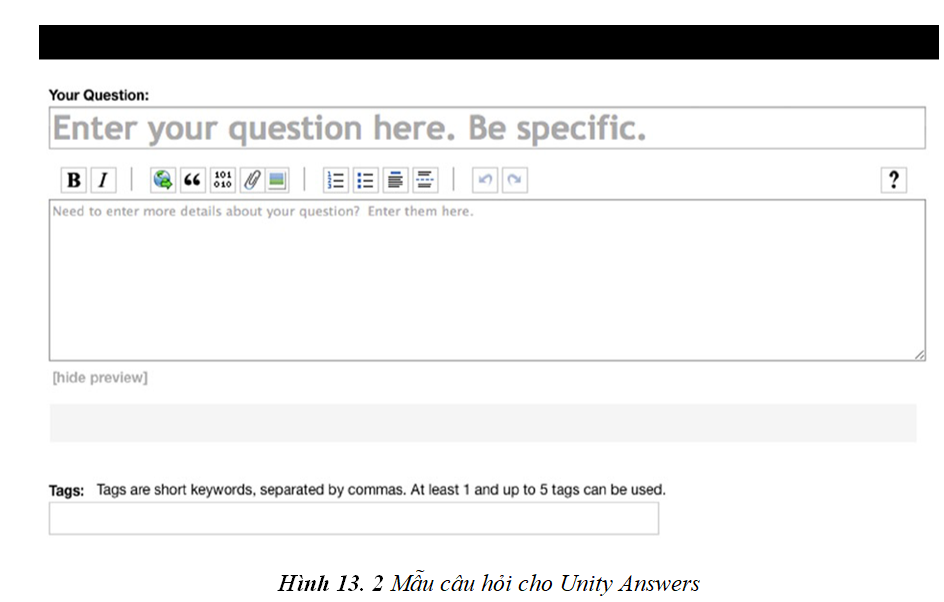 Your Question:
Enter your question here. Be specific.
B I “ 101 010 ?
Need to enter more details about your question? Enter them here.
[hide preview]
Tags: Tags are short keywords, separated by commas. At least 1 and up to 5 tags can be used.
Hình 13. 2 Mẫu câu hỏi cho Unity Answers